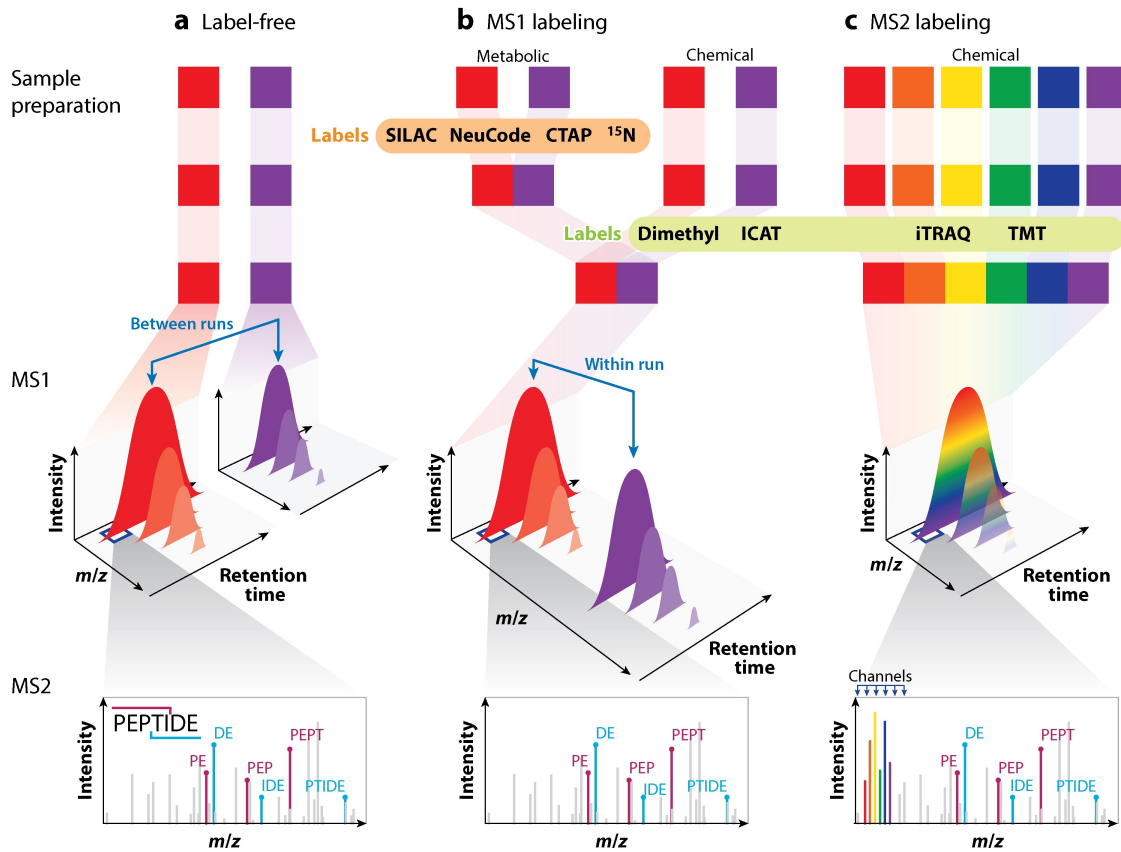 a Label-free
b MS1 labeling
c MS2 labeling
Metabolic
Chemical
Chemical
Sample
preparation
Labels SILAC NeuCode CTAP ¹⁵N
Labels Dimethyl ICAT iTRAQ TMT
Between runs
Within run
MS1
Intensity
m/z
Retention
time
Intensity
m/z
Retention
time
Intensity
m/z
Retention
time
MS2
Intensity
PEPTIDE
PE
DE
PEP
IDE
PEPT
PTIDE
m/z
Intensity
PE
DE
PEP
IDE
PEPT
PTIDE
m/z
Channels
Intensity
PE
DE
PEP
IDE
PEPT
PTIDE
m/z